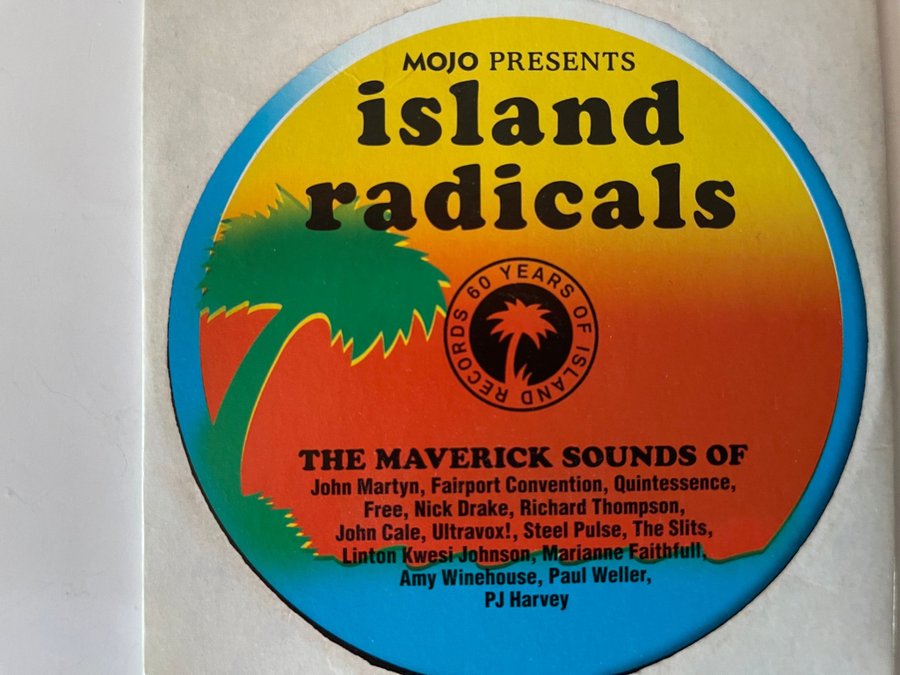 MOJO PRESENTS
island
radicals
60 YEARS OF ISLAND RECORDS
THE MAVERICK SOUNDS OF
John Martyn, Fairport Convention, Quintessence,
Free, Nick Drake, Richard Thompson,
John Cale, Ultravox!, Steel Pulse, The Slits,
Linton Kwesi Johnson, Marianne Faithfull,
Amy Winehouse, Paul Weller,
PJ Harvey